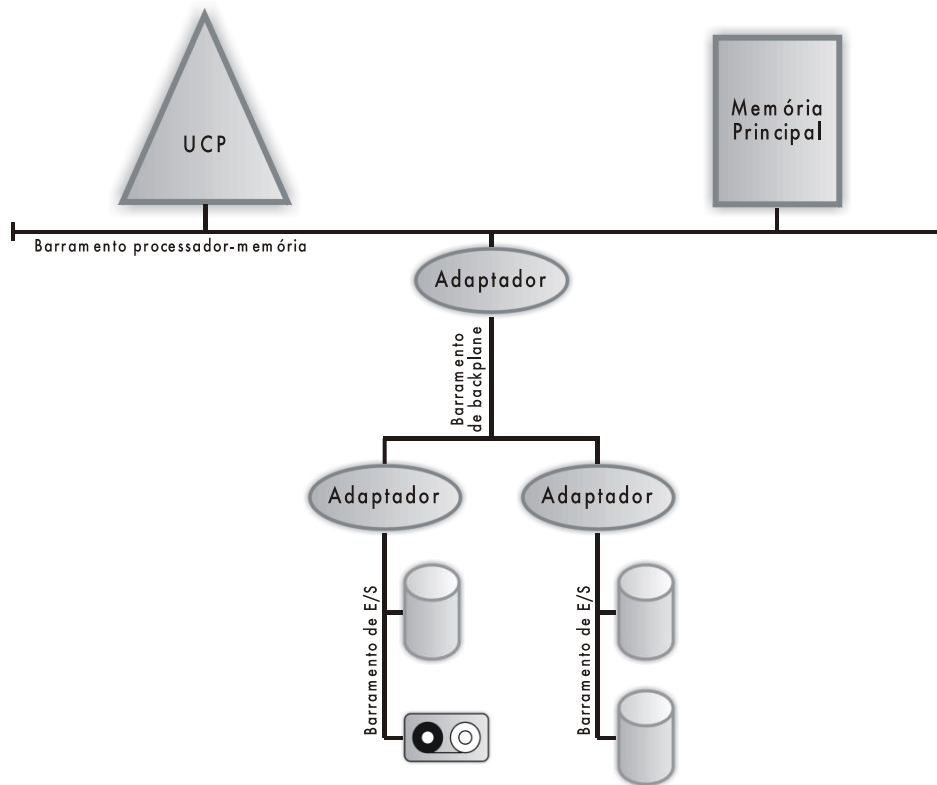 UCP
Memória
Principal
Barramento processador-memória
Adaptador
Barramento
de backplane
Adaptador
Adaptador
Barramento de E/S
Barramento de E/S